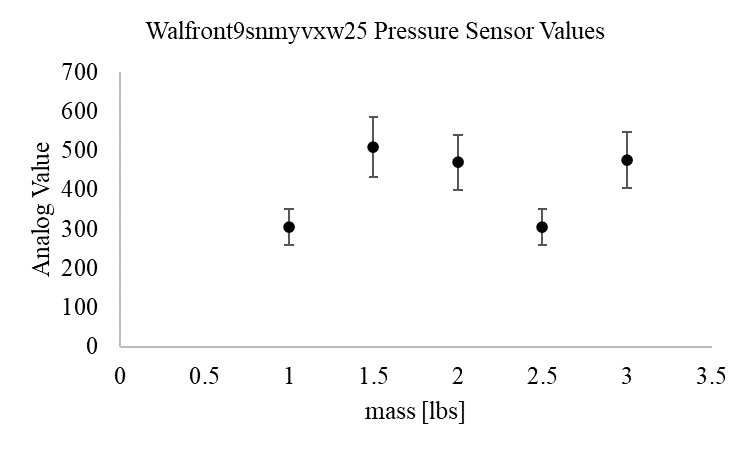 Walfront9snmyvxw25 Pressure Sensor Values
700
600
500
400
300
200
100
0
Analog Value
0 0.5 1 1.5 2 2.5 3 3.5
mass [lbs]